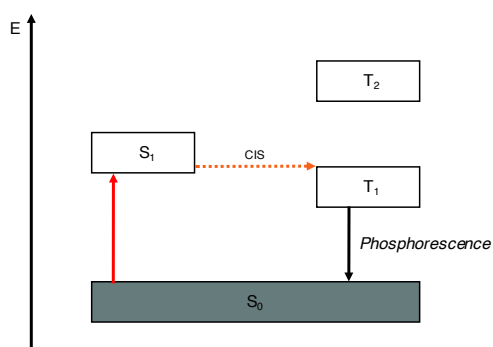 E
T₂
S₁
CIS
T₁
Phosphorescence
S₀